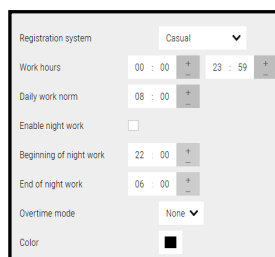 Registration system Casual
Work hours 00 : 00 + − 23 : 59 + −
Daily work norm 08 : 00 + −
Enable night work
Beginning of night work 22 : 00 + −
End of night work 06 : 00 + −
Overtime mode None
Color